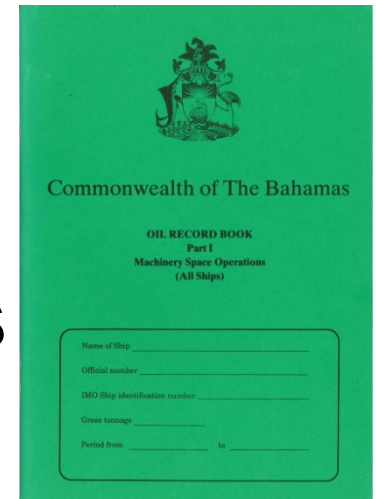 Commonwealth of The Bahamas
OIL RECORD BOOK
Part I
Machinery Space Operations
(All Ships)
Name of Ship
Official number
IMO Ship identification number
Gross tonnage
Period from to